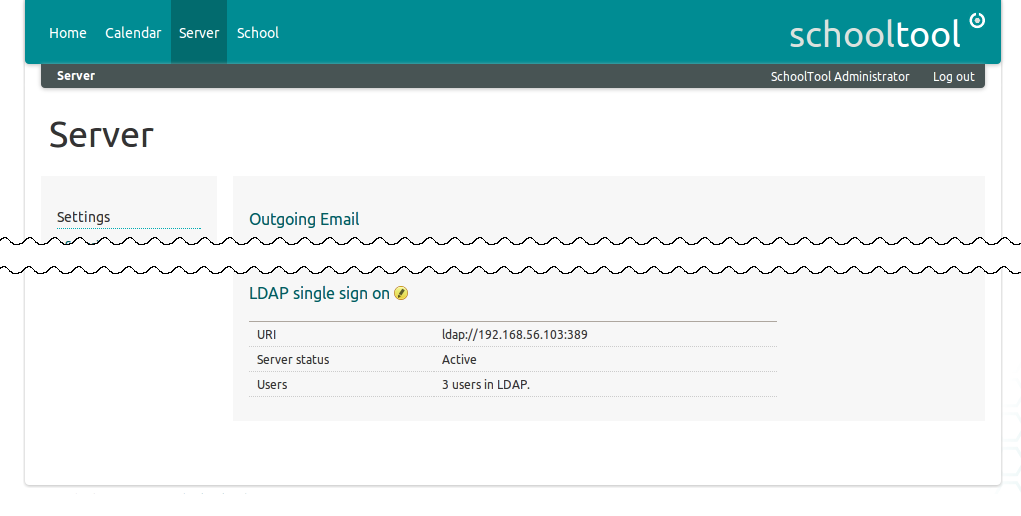 Home Calendar Server School
schooltool
Server SchoolTool Administrator Log out
Server
Settings
Outgoing Email
LDAP single sign on
URI ldap://192.168.56.103:389
Server status Active
Users 3 users in LDAP.